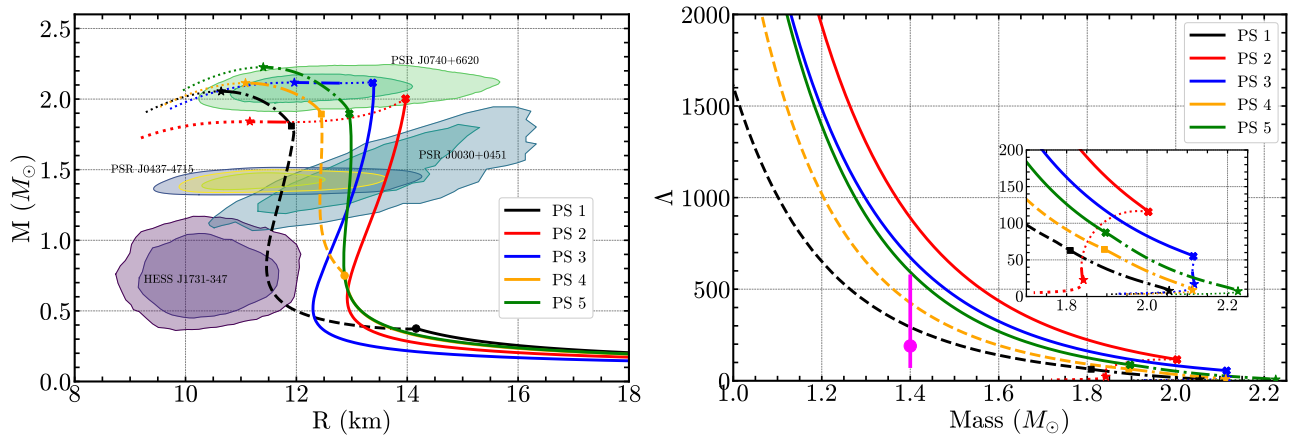 2.5
2.0
1.5
1.0
0.5
0.0
M (M⊙)
8
10
12
14
16
18
R (km)
PSR J0740+6620
PSR J0030+0451
PSR J0437-4715
HESS J1731-347
PS 1
PS 2
PS 3
PS 4
PS 5
2000
1500
1000
500
0
Λ
1.0
1.2
1.4
1.6
1.8
2.0
2.2
Mass (M⊙)
PS 1
PS 2
PS 3
PS 4
PS 5
200
150
100
50
0
1.8
2.0
2.2